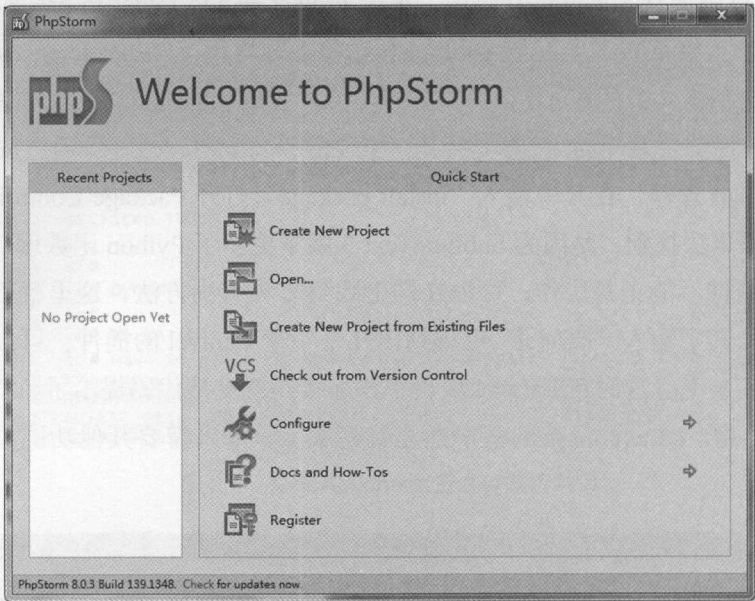 PhpStorm
php
Welcome to PhpStorm
Recent Projects
No Project Open Yet
Quick Start
Create New Project
Open...
Create New Project from Existing Files
VCS
Check out from Version Control
Configure
Docs and How-Tos
Register
PhpStorm 8.0.3 Build 139.1348. Check for updates now.